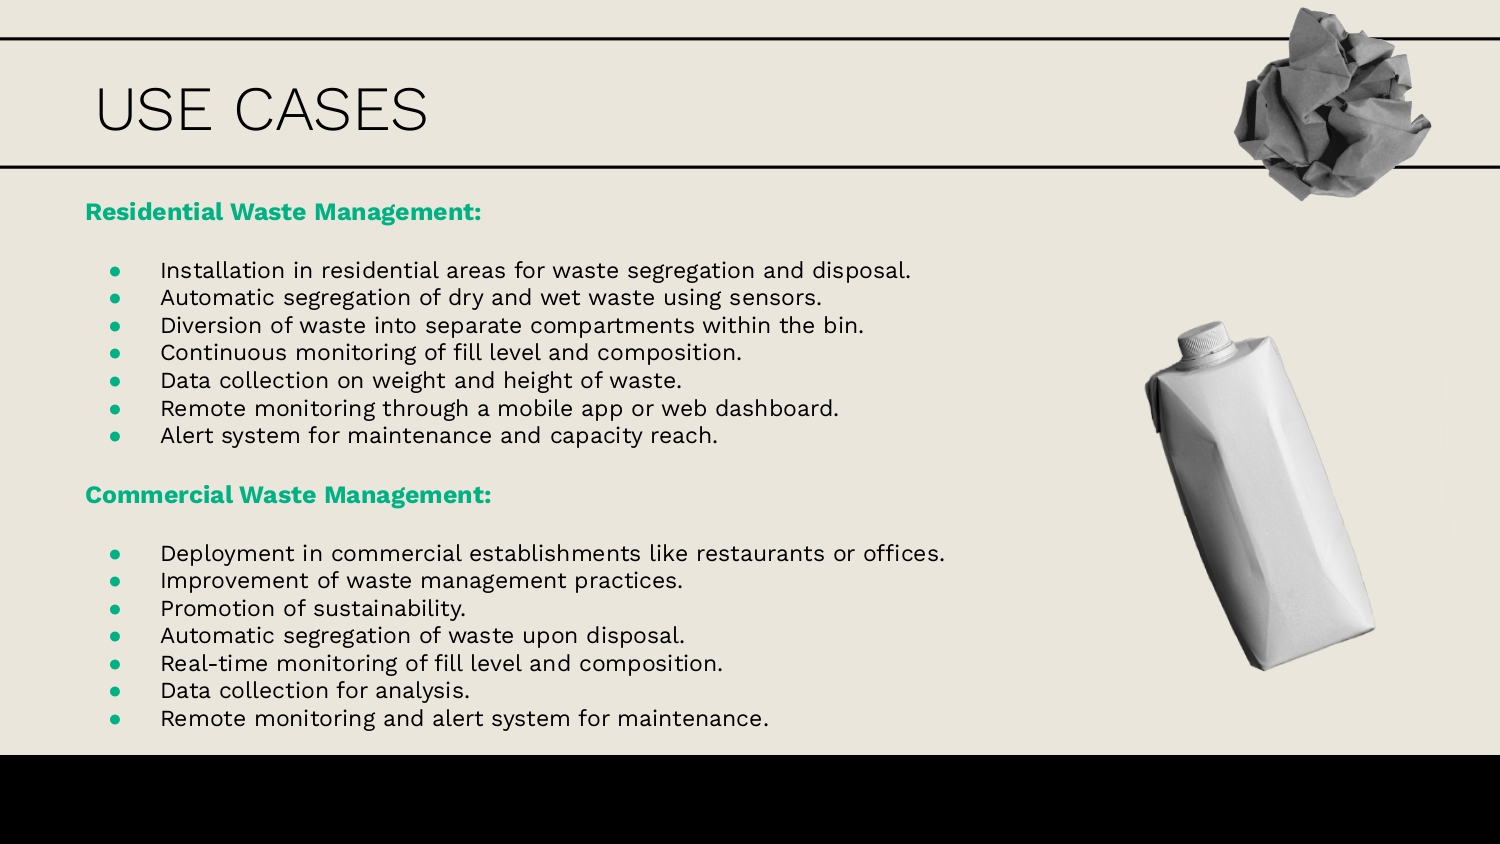 USE CASES
Residential Waste Management:
● Installation in residential areas for waste segregation and disposal.
● Automatic segregation of dry and wet waste using sensors.
● Diversion of waste into separate compartments within the bin.
● Continuous monitoring of fill level and composition.
● Data collection on weight and height of waste.
● Remote monitoring through a mobile app or web dashboard.
● Alert system for maintenance and capacity reach.
Commercial Waste Management:
● Deployment in commercial establishments like restaurants or offices.
● Improvement of waste management practices.
● Promotion of sustainability.
● Automatic segregation of waste upon disposal.
● Real-time monitoring of fill level and composition.
● Data collection for analysis.
● Remote monitoring and alert system for maintenance.